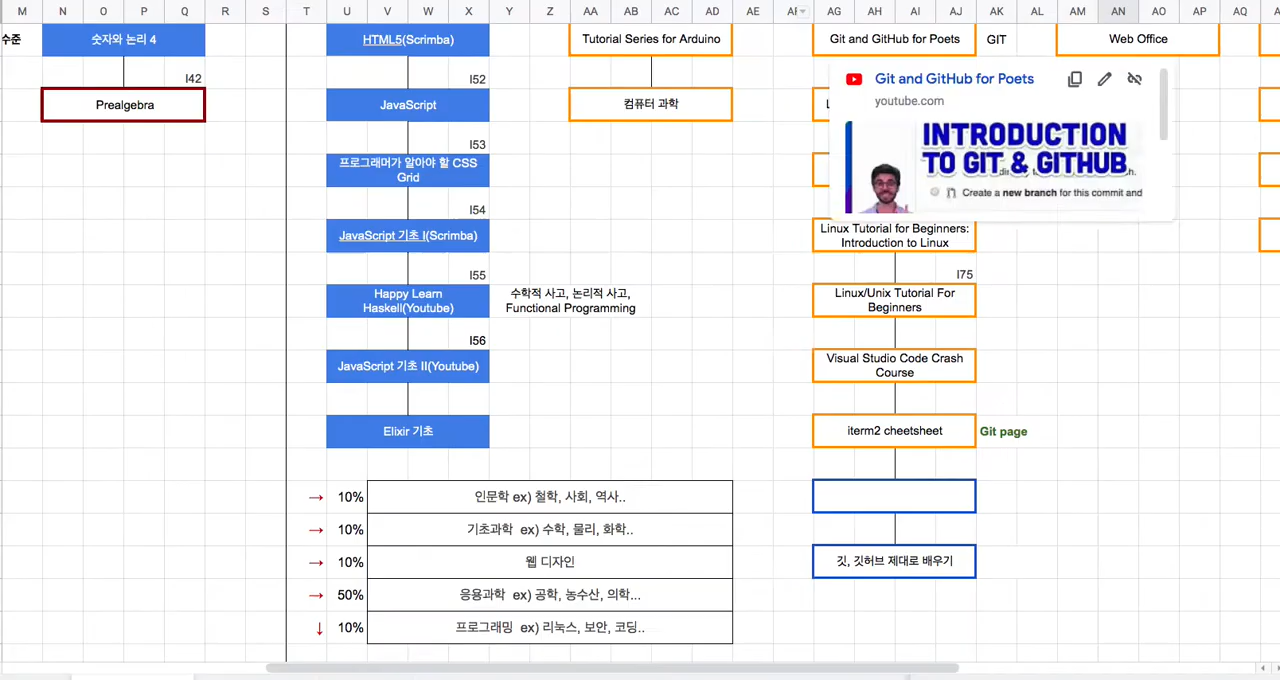 M N O P Q R S T U V W X Y Z AA AB AC AD AE AF AG AH AI AJ AK AL AM AN AO AP AQ
수준 숫자와 논리 4 HTML5(Scrimba) Tutorial Series for Arduino Git and GitHub for Poets GIT Web Office
I42 I52
Prealgebra JavaScript 컴퓨터 과학
I53
프로그래머가 알아야 할 CSS
Grid
I54
JavaScript 기초 I(Scrimba)
I55
Happy Learn
Haskell(Youtube)
수학적 사고, 논리적 사고,
Functional Programming
I56
JavaScript 기초 II(Youtube)
Elixir 기초
Git and GitHub for Poets
youtube.com
INTRODUCTION
TO GIT & GITHUB
Create a new branch for this commit and
Linux Tutorial for Beginners:
Introduction to Linux
I75
Linux/Unix Tutorial For
Beginners
Visual Studio Code Crash
Course
iterm2 cheetsheet Git page
깃, 깃허브 제대로 배우기
→ 10% 인문학 ex) 철학, 사회, 역사..
→ 10% 기초과학 ex) 수학, 물리, 화학..
→ 10% 웹 디자인
→ 50% 응용과학 ex) 공학, 농수산, 의학...
↓ 10% 프로그래밍 ex) 리눅스, 보안, 코딩..